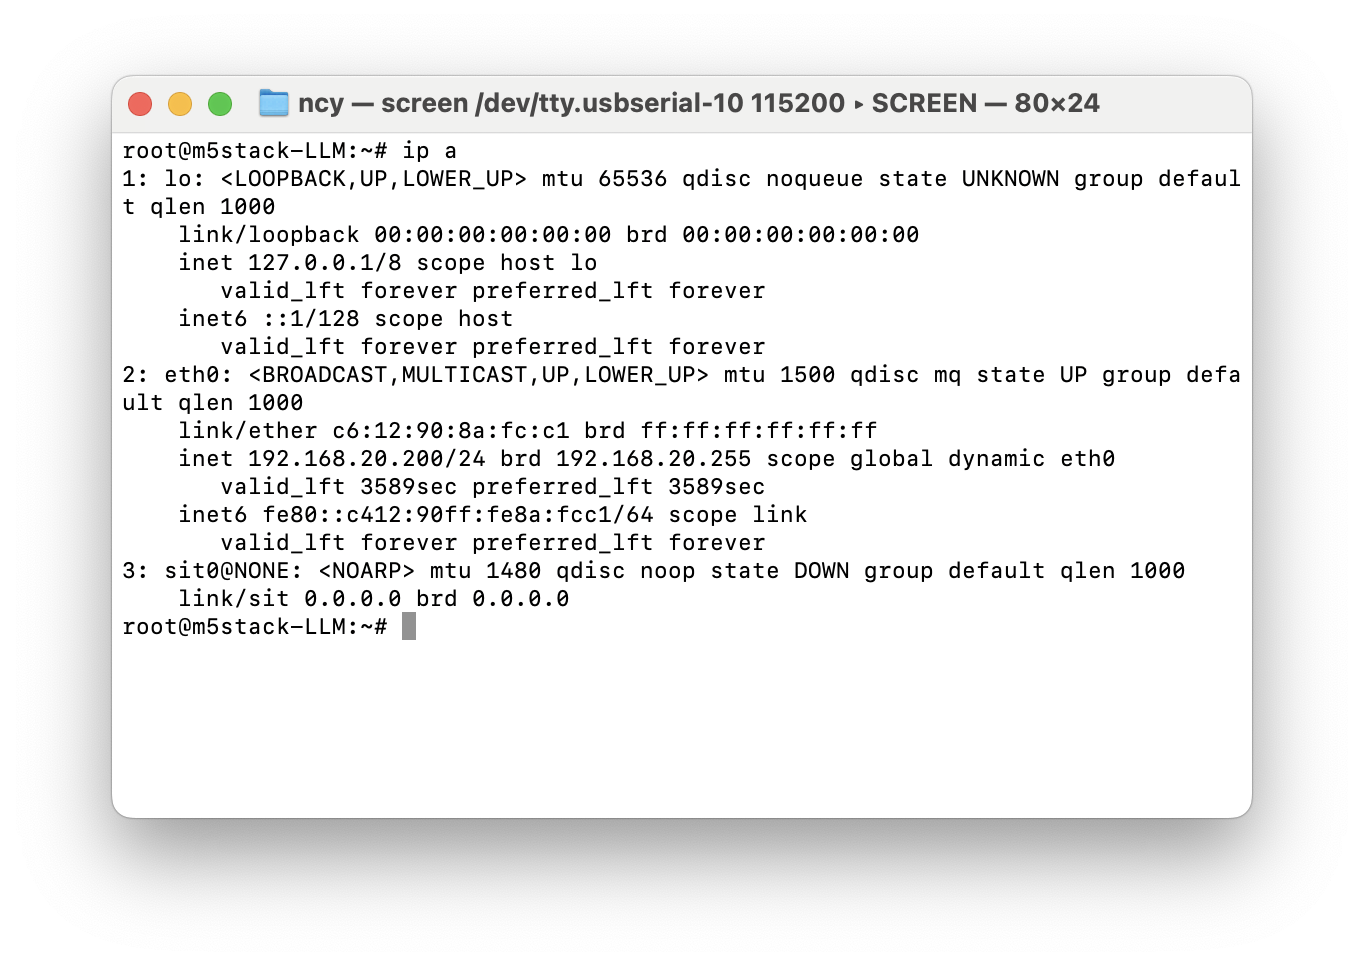 ncy — screen /dev/tty.usbserial-10 115200 ▸ SCREEN — 80×24
root@m5stack-LLM:~# ip a
1: lo: <LOOPBACK,UP,LOWER_UP> mtu 65536 qdisc noqueue state UNKNOWN group defaul
t qlen 1000
    link/loopback 00:00:00:00:00:00 brd 00:00:00:00:00:00
    inet 127.0.0.1/8 scope host lo
       valid_lft forever preferred_lft forever
    inet6 ::1/128 scope host
       valid_lft forever preferred_lft forever
2: eth0: <BROADCAST,MULTICAST,UP,LOWER_UP> mtu 1500 qdisc mq state UP group defa
ult qlen 1000
    link/ether c6:12:90:8a:fc:c1 brd ff:ff:ff:ff:ff:ff
    inet 192.168.20.200/24 brd 192.168.20.255 scope global dynamic eth0
       valid_lft 3589sec preferred_lft 3589sec
    inet6 fe80::c412:90ff:fe8a:fcc1/64 scope link
       valid_lft forever preferred_lft forever
3: sit0@NONE: <NOARP> mtu 1480 qdisc noop state DOWN group default qlen 1000
    link/sit 0.0.0.0 brd 0.0.0.0
root@m5stack-LLM:~#